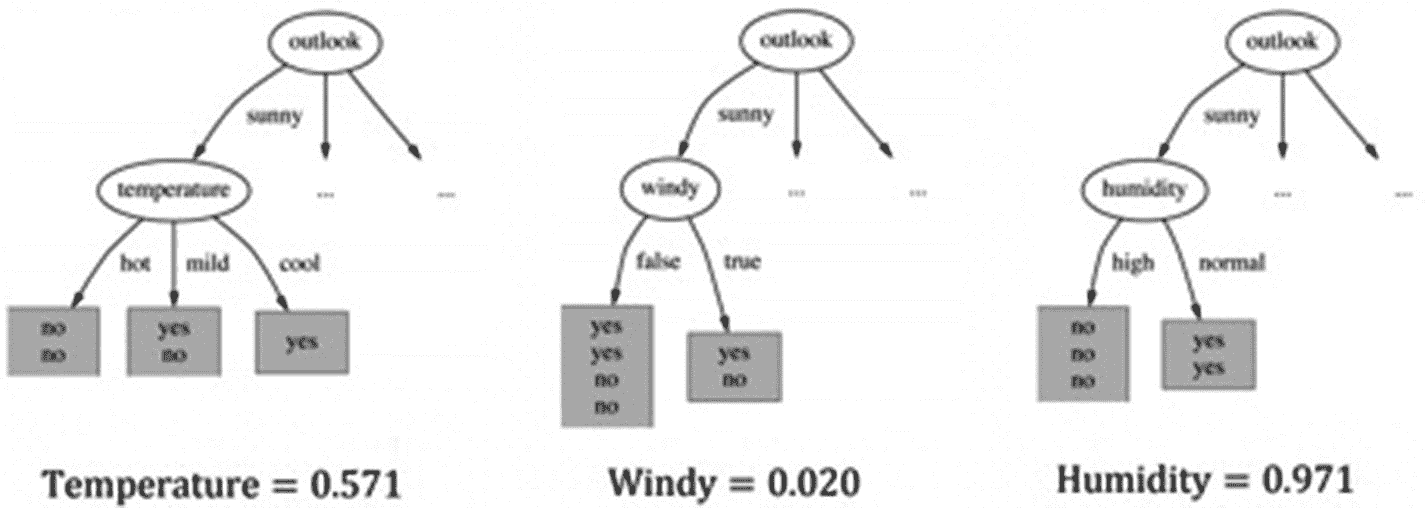 outlook
sunny
temperature
...
...
hot
mild
cool
no
no
yes
no
yes
Temperature = 0.571
outlook
sunny
windy
...
...
false
true
yes
yes
no
no
yes
no
Windy = 0.020
outlook
sunny
humidity
...
...
high
normal
no
no
no
yes
yes
Humidity = 0.971